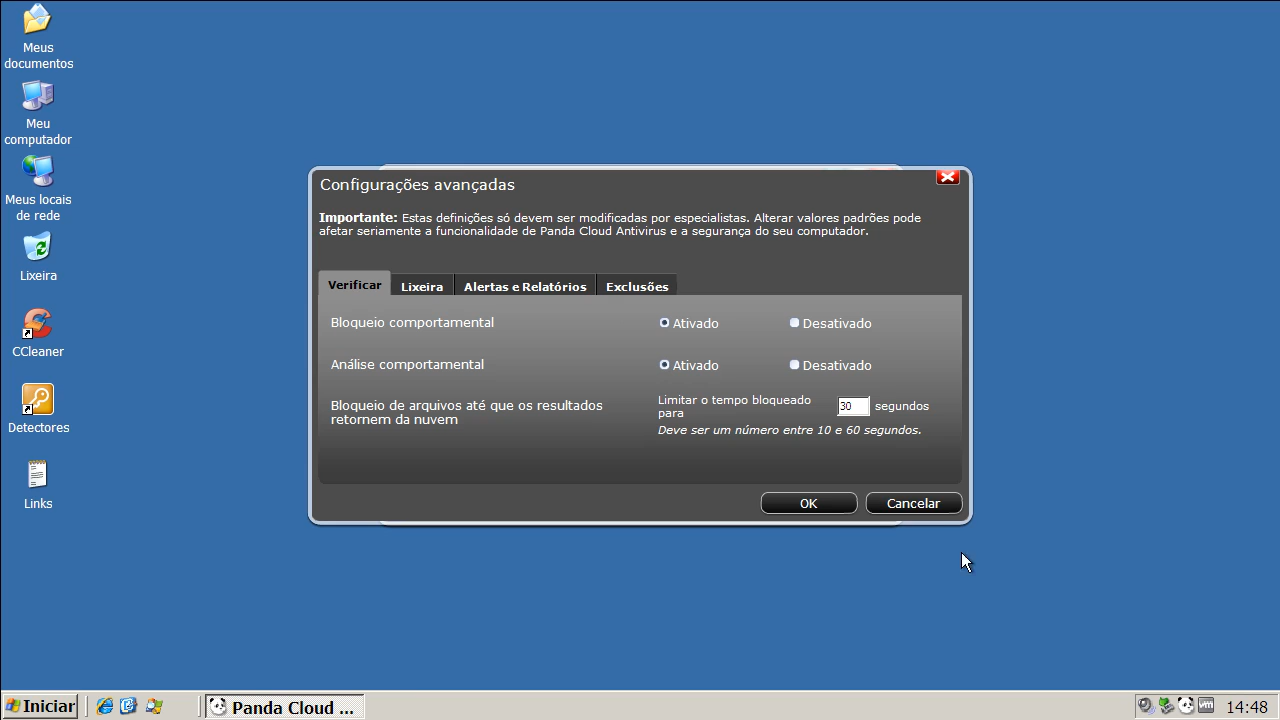 Meus
documentos
Meu
computador
Meus locais
de rede
Lixeira
CCleaner
Detectores
Links
Configurações avançadas
Importante: Estas definições só devem ser modificadas por especialistas. Alterar valores padrões pode
afetar seriamente a funcionalidade de Panda Cloud Antivirus e a segurança do seu computador.
Verificar Lixeira Alertas e Relatórios Exclusões
Bloqueio comportamental Ativado Desativado
Análise comportamental Ativado Desativado
Bloqueio de arquivos até que os resultados
retornem da nuvem
Limitar o tempo bloqueado
para
30 segundos
Deve ser um número entre 10 e 60 segundos.
OK Cancelar
Iniciar Panda Cloud ... vm 14:48